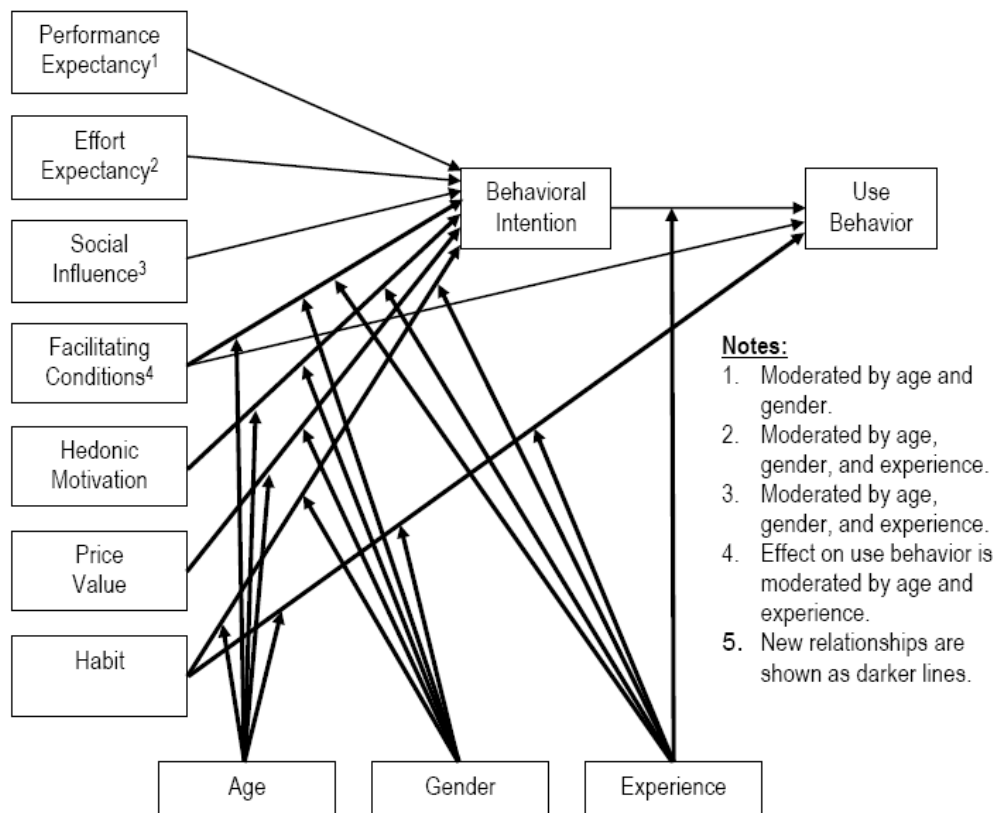 Performance
Expectancy¹
Effort
Expectancy²
Social
Influence³
Facilitating
Conditions⁴
Hedonic
Motivation
Price
Value
Habit
Behavioral
Intention
Use
Behavior
Notes:
1. Moderated by age and
gender.
2. Moderated by age,
gender, and experience.
3. Moderated by age,
gender, and experience.
4. Effect on use behavior is
moderated by age and
experience.
5. New relationships are
shown as darker lines.
Age
Gender
Experience